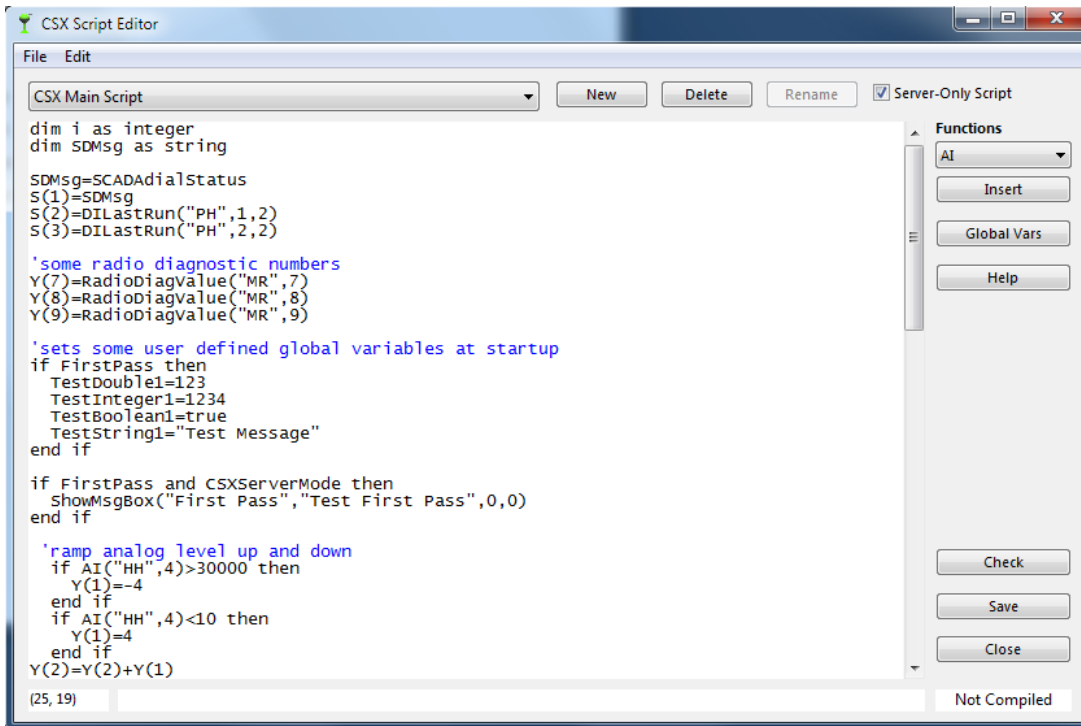 CSX Script Editor
File Edit
CSX Main Script New Delete Rename Server-Only Script
dim i as integer
dim SDMsg as string
SDMsg=SCADAdialStatus
S(1)=SDMsg
S(2)=DILastRun("PH",1,2)
S(3)=DILastRun("PH",2,2)
'some radio diagnostic numbers
Y(7)=RadioDiagValue("MR",7)
Y(8)=RadioDiagValue("MR",8)
Y(9)=RadioDiagValue("MR",9)
'sets some user defined global variables at startup
if FirstPass then
TestDouble1=123
TestInteger1=1234
TestBoolean1=true
TestString1="Test Message"
end if
if FirstPass and CSXServerMode then
ShowMsgBox("First Pass","Test First Pass",0,0)
end if
'ramp analog level up and down
if AI("HH",4)>30000 then
Y(1)=-4
end if
if AI("HH",4)<10 then
Y(1)=4
end if
Y(2)=Y(2)+Y(1)
Functions
AI
Insert
Global Vars
Help
Check
Save
Close
(25, 19) Not Compiled